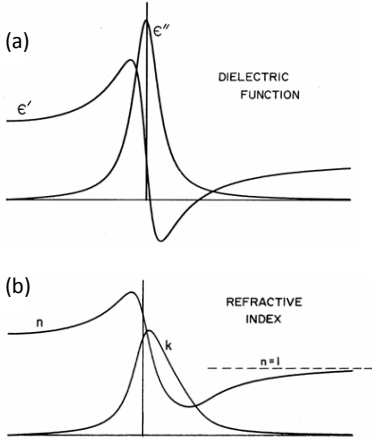 (a)
ϵ″
DIELECTRIC
FUNCTION
ϵ′
(b)
REFRACTIVE
INDEX
n
k
n=1